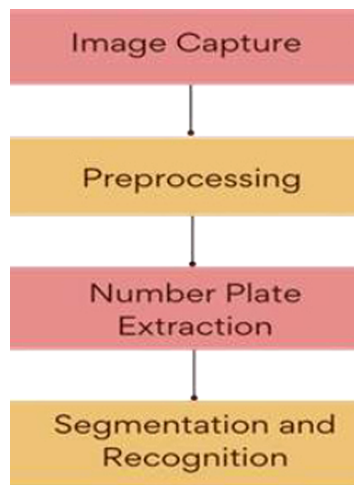 Image Capture
Preprocessing
Number Plate
Extraction
Segmentation and
Recognition